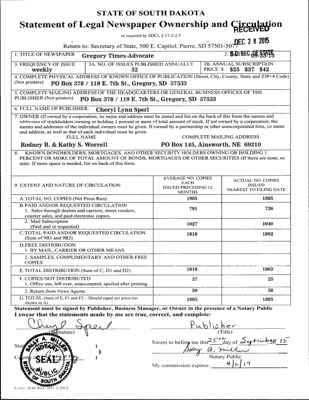 STATE OF SOUTH DAKOTA
Statement of Legal Newspaper Ownership and Circulation
as required by SDCL § 17-2-2.3
RECEIVED
DEC 28 2015
Return to: Secretary of State, 500 E. Capitol, Pierre, SD 57501-5077
1. TITLE OF NEWSPAPER
Gregory Times-Advocate
3. FREQUENCY OF ISSUE
weekly
3A. NO. OF ISSUES PUBLISHED ANNUALLY
52
3B. ANNUAL SUBSCRIPTION PRICE $ $25 $37 $42
4. COMPLETE PHYSICAL ADDRESS OF KNOWN OFFICE OF PUBLICATION (Street, City, County, State and ZIP+4 Code)
(Not printers) PO BOX 378 / 119 E. 7th St., Gregory, SD 57533
5. COMPLETE MAILING ADDRESS OF THE HEADQUARTERS OR GENERAL BUSINESS OFFICES OF THE
PUBLISHER (Not printers) PO Box 378 / 119 E. 7th St., Gregory, SD 57533
6. FULL NAME OF PUBLISHER: Cheryl Lynn Sperl
7. OWNER (If owned by a corporation, its name and address must be stated and list on the back of this form the names and
addresses of stockholders owning or holding 1 percent or more of total amount of stock. If not owned by a corporation, the
names and addresses of the individual owners must be given. If owned by a partnership or other unincorporated firm, its name
and address, as well as that of each individual must be given.
FULL NAME
COMPLETE MAILING ADDRESS
Rodney B. & Kathy S. Worrell
PO Box 145, Ainsworth, NE 69210
8. KNOWN BONDHOLDERS, MORTGAGES, AND OTHER SECURITY HOLDERS OWNING OR HOLDING 1
PERCENT OR MORE OF TOTAL AMOUNT OF BONDS, MORTGAGES OR OTHER SECURITIES (If there are none, so
state. If more space is needed, list on back of this form.
9. EXTENT AND NATURE OF CIRCULATION
AVERAGE NO. COPIES EACH ISSUED PRECEDING 12 MONTHS
ACTUAL NO. COPIES ISSUED NEAREST TO FILING DATE
A. TOTAL NO. COPIES (Net Press Run) 1905 1885
B. PAID AND/OR REQUESTED CIRCULATION
1. Sales through dealers and carriers, street vendors,
counter sales, and paid electronic copies. 791
2. Mail Subscription
(Paid and/or requested) 1027 1040
C. TOTAL PAID AND/OR REQUESTED CIRCULATION
(Sum of 9B1 and 9B2) 1818 1802
D. FREE DISTRIBUTION
1. BY MAIL, CARRIER OR OTHER MEANS
2. SAMPLES, COMPLIMENTARY AND OTHER FREE COPIES
E. TOTAL DISTRIBUTION (Sum of C, D1 and D2) 1818 1802
F. COPIES NOT DISTRIBUTED
1. Office use, left over, unaccounted, spoiled after printing 37 25
2. Return from News Agents 50 58
G. TOTAL (Sum of E, F1 and F2 – Should equal net press run
shown in A) 1905 1885
Statement must be signed by Publisher, Business Manager, or Owner in the presence of a Notary Public
I swear that the statements made by me are true, correct, and complete:
Cheryl Sperl
(Signature)
Publisher
(Title)
Sworn to before me this 25th day of September 15
Notary Public
My commission expires:
SEAL